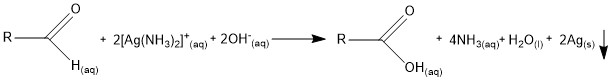 O O
R + 2[Ag(NH₃)₂]⁺(aq) + 2OH⁻(aq) R + 4NH₃(aq) + H₂O(l) + 2Ag(s)
H(aq) OH(aq)